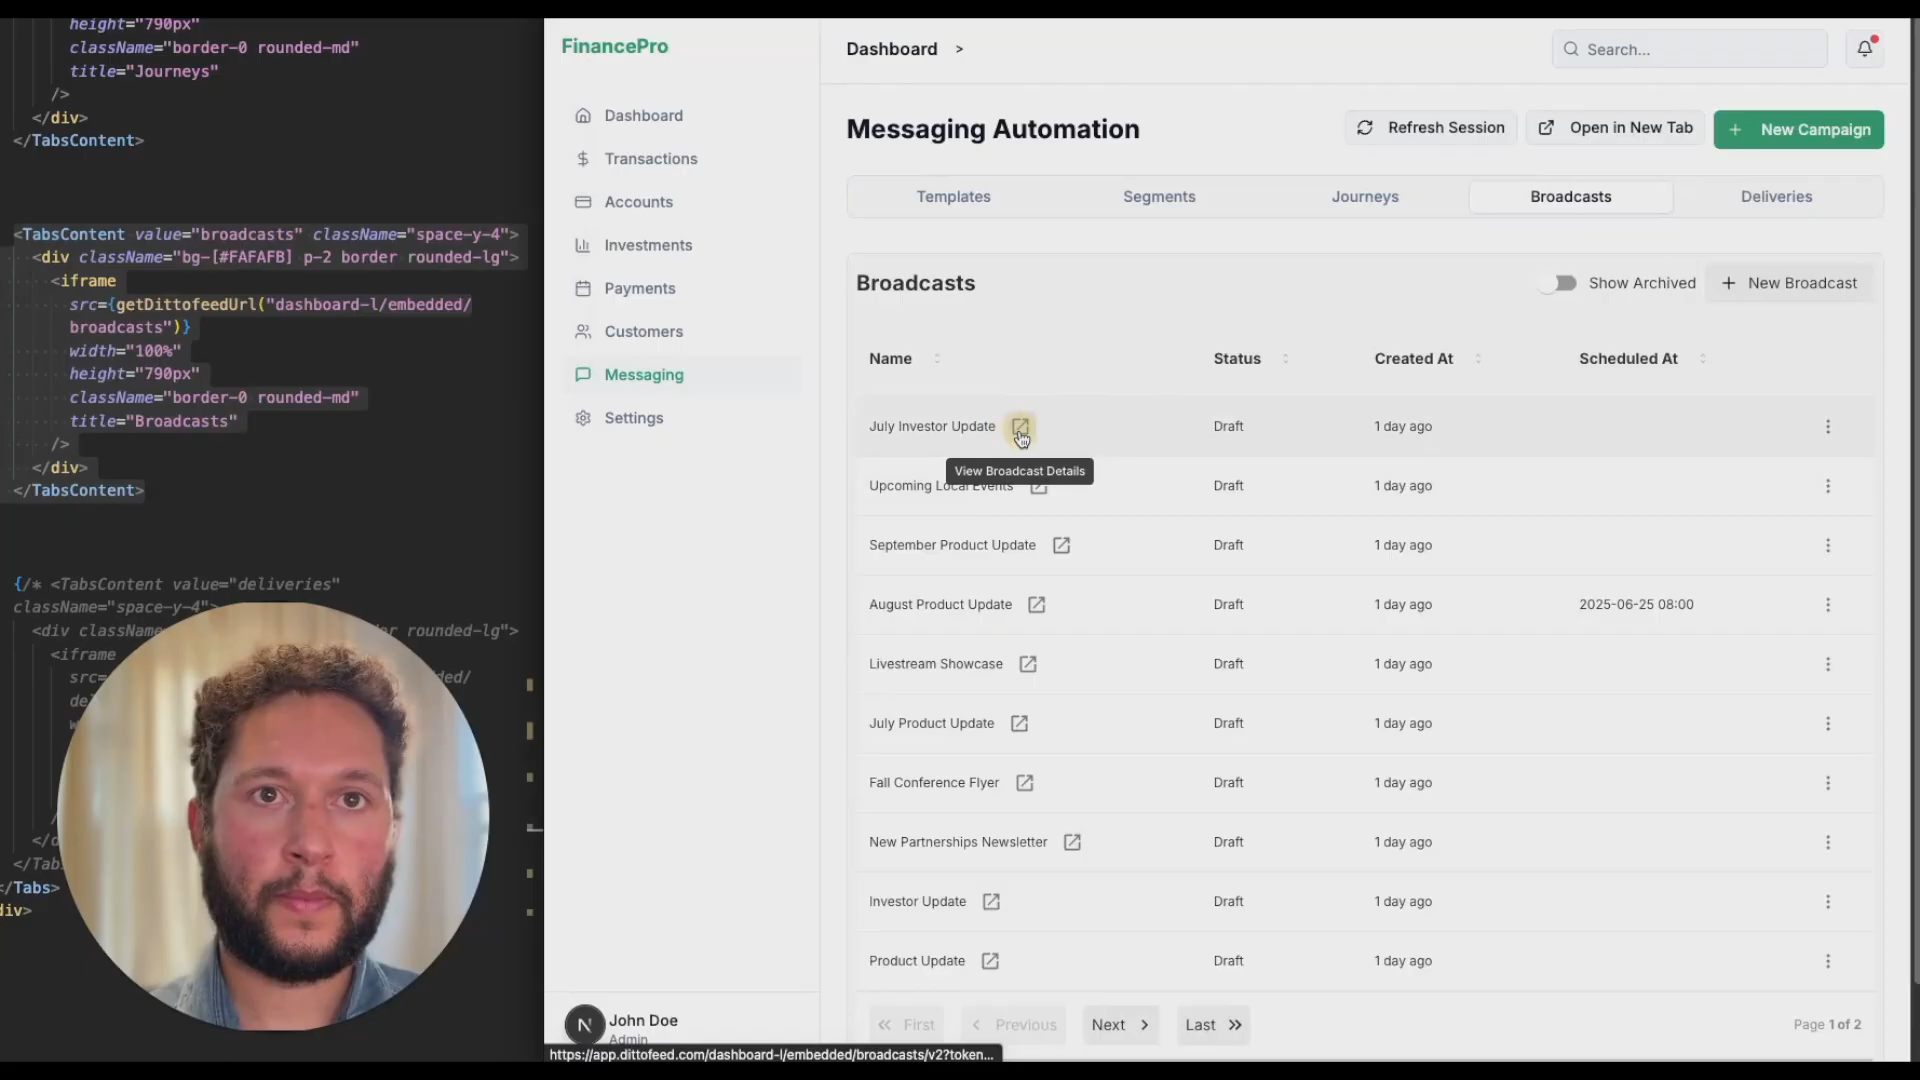 height="790px"
className="border-0 rounded-md"
title="Journeys"
/>
</div>
</TabsContent>
<TabsContent value="broadcasts" className="space-y-4">
<div className="bg-[#FAFAFB] p-2 border rounded-lg">
<iframe
src={getDittofeedUrl("dashboard-l/embedded/
broadcasts")}
width="100%"
height="790px"
className="border-0 rounded-md"
title="Broadcasts"
/>
</div>
</TabsContent>
{/* <TabsContent value="deliveries"
className="space-y-4">
<div className rounded-lg">
<iframe
src=
</Tabs>
FinancePro
Dashboard
Transactions
Accounts
Investments
Payments
Customers
Messaging
Settings
N
John Doe
Admin
https://app.dittofeed.com/dashboard-l/embedded/broadcasts/v2?token...
Dashboard >
Search...
Messaging Automation
Refresh Session
Open in New Tab
+ New Campaign
Templates
Segments
Journeys
Broadcasts
Deliveries
Broadcasts
Show Archived
+ New Broadcast
Name Status Created At Scheduled At
July Investor Update Draft 1 day ago
View Broadcast Details
Upcoming Local Events Draft 1 day ago
September Product Update Draft 1 day ago
August Product Update Draft 1 day ago 2025-06-25 08:00
Livestream Showcase Draft 1 day ago
July Product Update Draft 1 day ago
Fall Conference Flyer Draft 1 day ago
New Partnerships Newsletter Draft 1 day ago
Investor Update Draft 1 day ago
Product Update Draft 1 day ago
<< First < Previous Next > Last >> Page 1 of 2